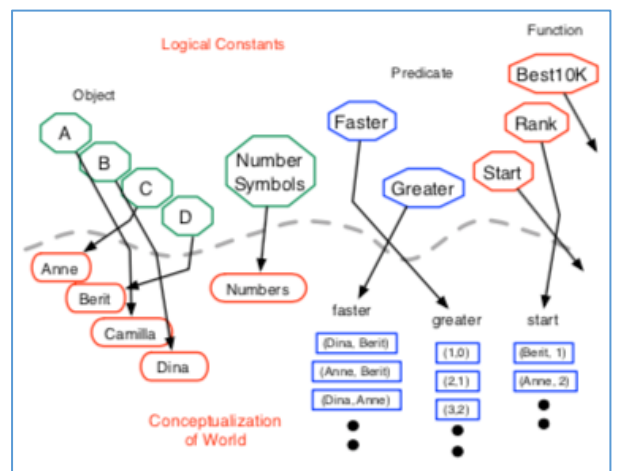 Function
Logical Constants
Predicate
Best10K
Object
Faster
Rank
A
B
Number
Symbols
Start
C
Greater
D
Anne
Berit
Numbers
faster
greater
start
Camilla
(Dina, Berit)
(1,0)
(Berit, 1)
Dina
(Anne, Berit)
(2,1)
(Anne, 2)
(Dina, Anne)
(3,2)
Conceptualization
of World